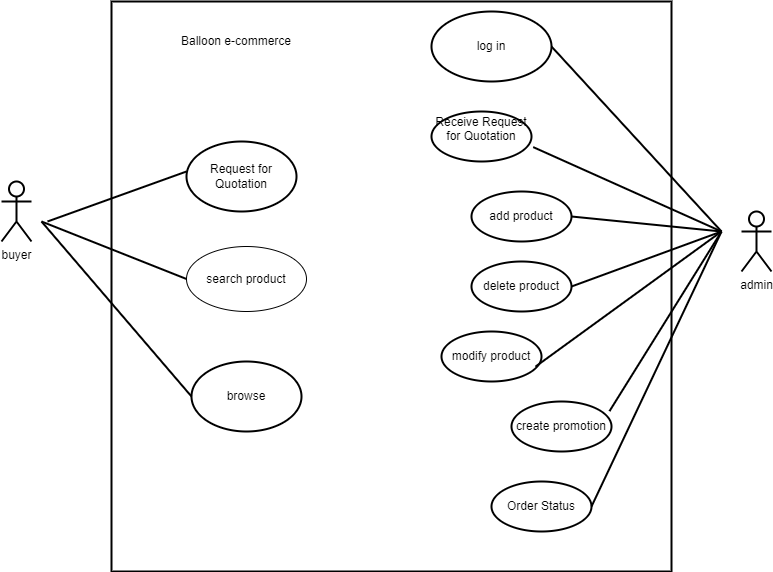 Balloon e-commerce
log in
Receive Request
for Quotation
Request for
Quotation
add product
buyer
search product
delete product
admin
modify product
browse
create promotion
Order Status